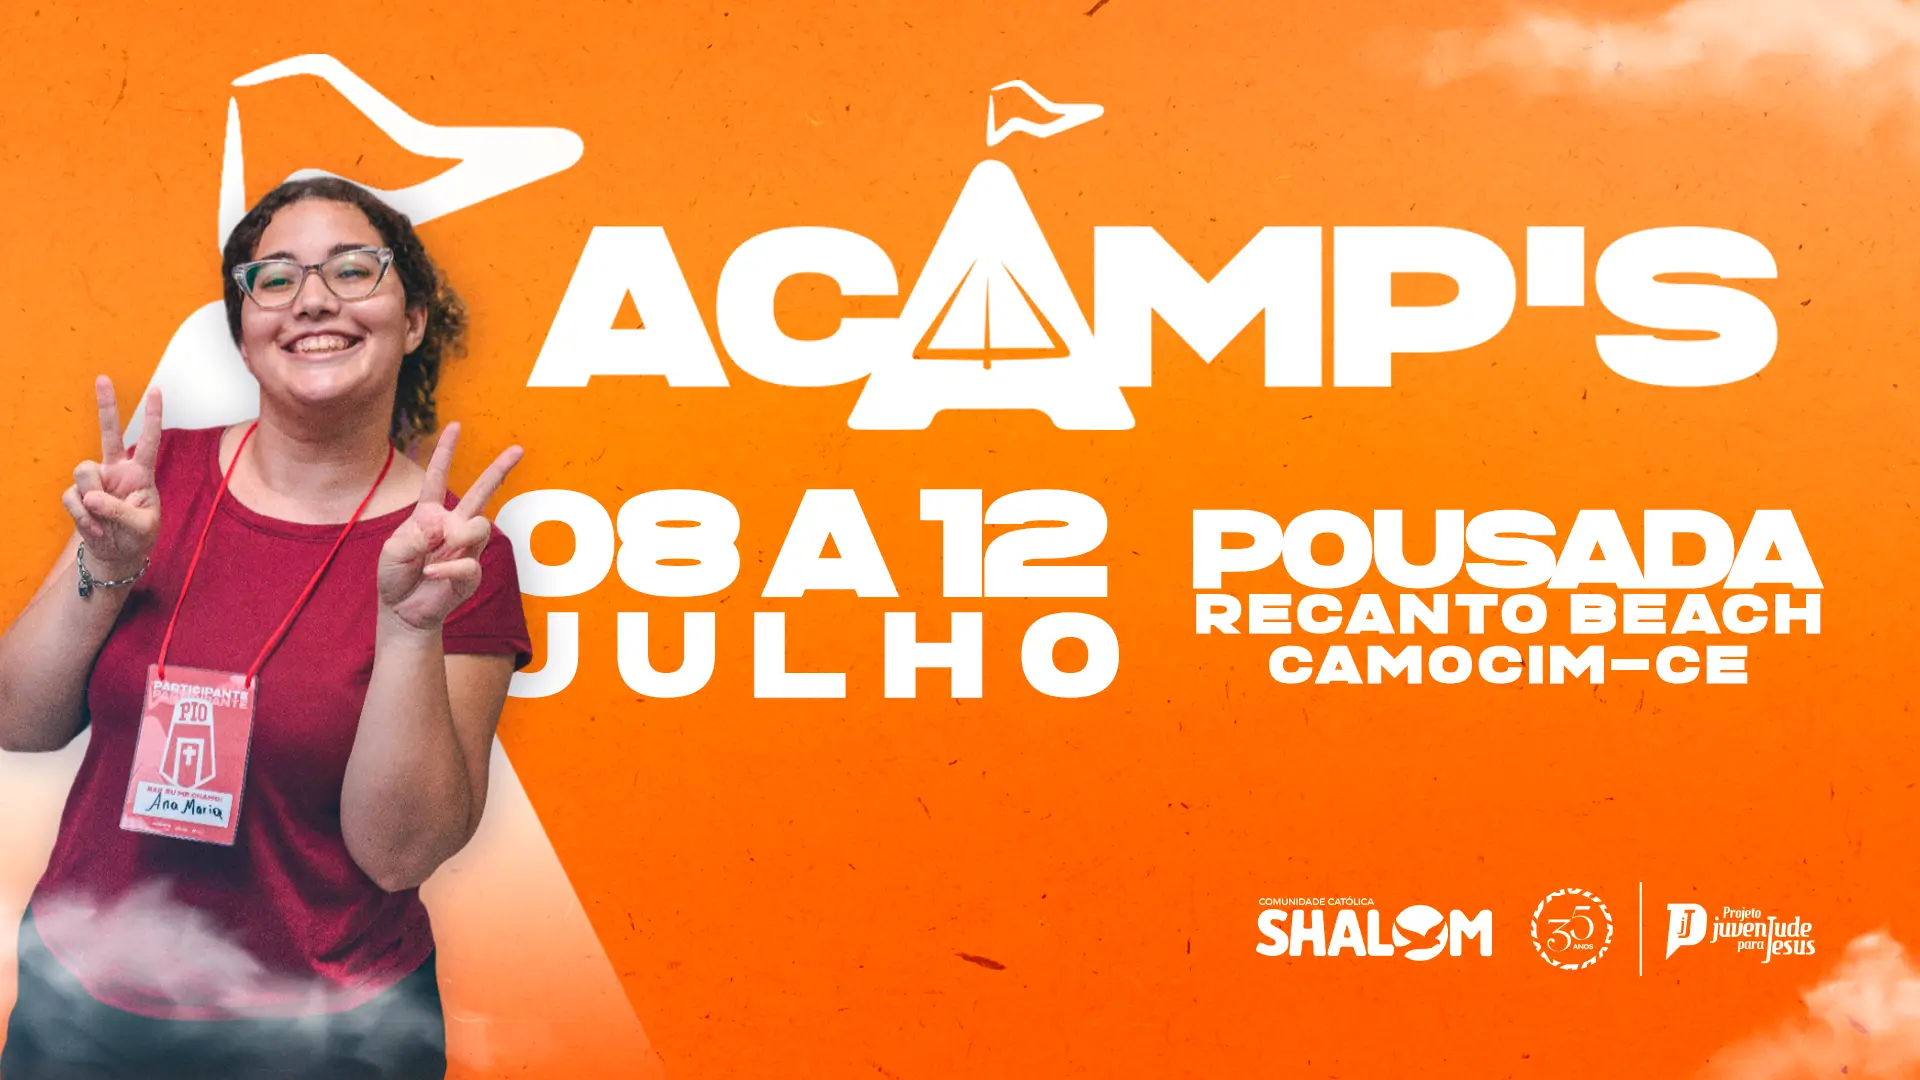 ACAMP'S
08 A 12
JULHO
POUSADA
RECANTO BEACH
CAMOCIM-CE
PARTICIPANTE
PIO
Ana Maria
COMUNIDADE CATÓLICA
SHALOM
35
ANOS
Projeto
juventude
para Jesus